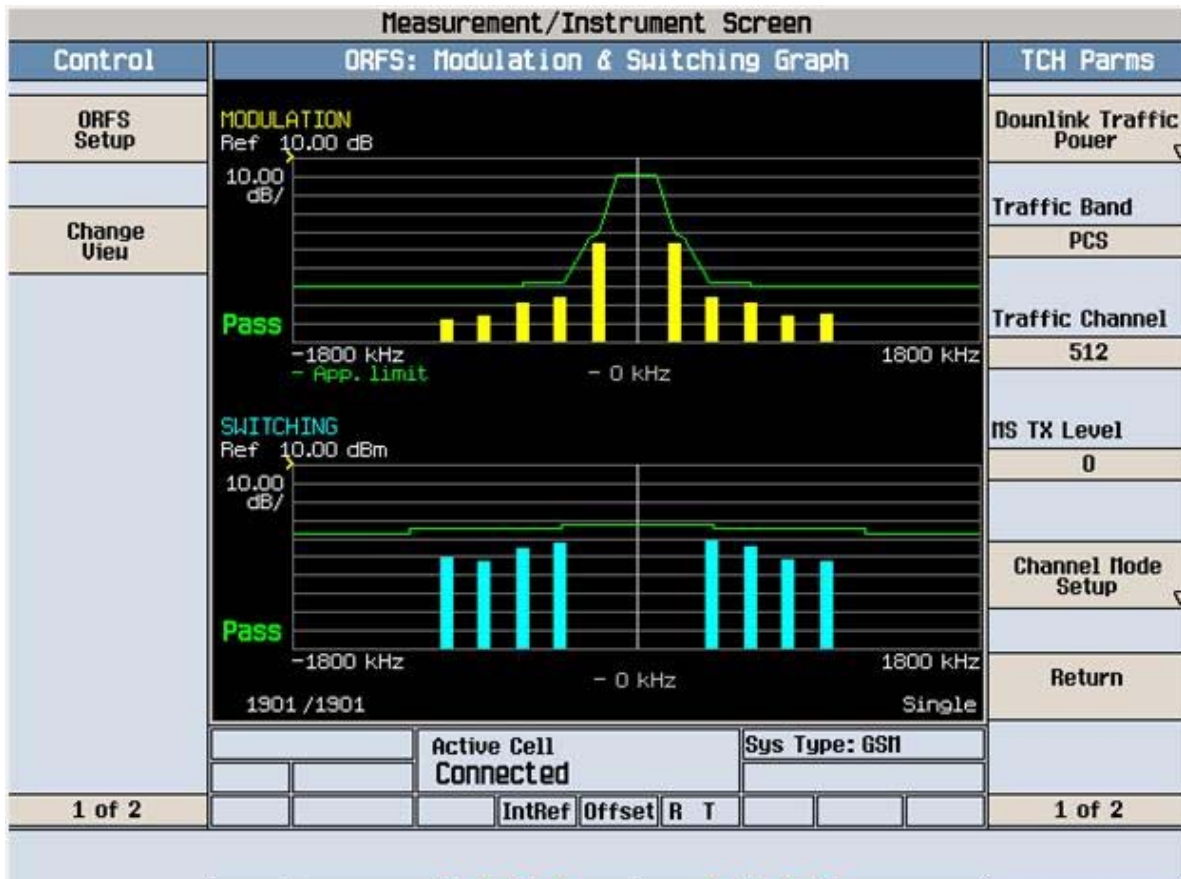 Measurement/Instrument Screen
Control
ORFS: Modulation & Switching Graph
TCH Parms
ORFS
Setup
Change
View
MODULATION
Ref 10.00 dB
10.00
dB/
Pass
-1800 kHz
1800 kHz
- App. limit
- 0 kHz
SWITCHING
Ref 10.00 dBm
10.00
dB/
Pass
-1800 kHz
1800 kHz
- 0 kHz
1901/1901
Single
Downlink Traffic
Power
Traffic Band
PCS
Traffic Channel
512
MS TX Level
0
Channel Mode
Setup
Return
Active Cell
Connected
Sys Type: GSM
IntRef
Offset
R T
1 of 2
1 of 2